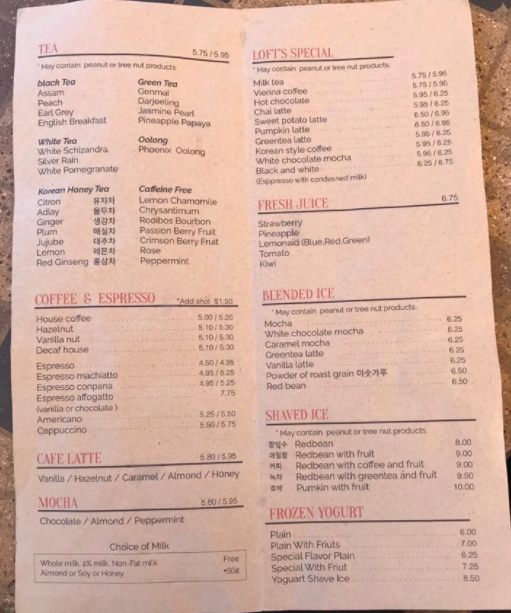 TEA 5.75 / 5.95
* May contain peanut or tree nut products
black Tea
Assam
Peach
Earl Grey
English Breakfast
Green Tea
Genmai
Darjeeling
Jasmine Pearl
Pineapple Papaya
White Tea
White Schizandra
Silver Rain
White Pomegranate
Oolong
Phoenix Oolong
Korean Honey Tea
Citron 유자차
Adlay 율무차
Ginger 생강차
Plum 매실차
Jujube 대추차
Lemon 레몬차
Red Ginseng 홍삼차
Caffeine Free
Lemon Chamomile
Chrysantimum
Rooibos Bourbon
Passion Berry Fruit
Crimson Berry Fruit
Rose
Peppermint
COFFEE & ESPRESSO *Add shot $1.50
House coffee 5.00 / 5.20
Hazelnut 5.10 / 5.30
Vanilla nut 5.10 / 5.30
Decaf house 5.10 / 5.30
Espresso 4.50 / 4.95
Espresso machiatto 4.95 / 5.25
Espresso conpana 4.95 / 5.25
Espresso affogatto 7.75
(vanilla or chocolate )
Americano 5.25 / 5.50
Cappuccino 5.50 / 5.75
CAFE LATTE 5.80 / 5.95
Vanilla / Hazelnut / Caramel / Almond / Honey
MOCHA 5.80 / 5.95
Chocolate / Almond / Peppermint
Choice of Milk
Whole milk, 2% milk, Non-Fat milk Free
Almond or Soy or Honey +50¢
LOFT'S SPECIAL
* May contain peanut or tree nut products
Milk tea 5.75 / 5.95
Vienna coffee 5.75 / 5.95
Hot chocolate 5.95 / 6.25
Chai latte 5.95 / 6.25
Sweet potato latte 6.50 / 6.95
Pumpkin latte 6.50 / 6.95
Greentea latte 5.95 / 6.25
Korean style coffee 5.95 / 6.25
White chocolate mocha 5.95 / 6.25
Black and white 6.25 / 6.75
(Espresso with condesned milk)
FRESH JUICE 6.75
Strawberry
Pineapple
Lemonaid (Blue,Red,Green)
Tomato
Kiwi
BLENDED ICE
* May contain peanut or tree nut products.
Mocha 6.25
White chocolate mocha 6.25
Caramel mocha 6.25
Greentea latte 6.25
Vanilla latte 6.25
Powder of roast grain 미숫가루 6.50
Red bean 6.50
SHAVED ICE
* May contain peanut or tree nut products.
팥빙수 Redbean 8.00
과일팥 Redbean with fruit 9.00
커피 Redbean with coffee and fruit 9.00
녹차 Redbean with greentea and fruit 9.50
호박 Pumkin with fruit 10.00
FROZEN YOGURT
Plain 6.00
Plain With Friuts 7.00
Special Flavor Plain 6.25
Special With Friut 7.25
Yoguart Shave Ice 8.50